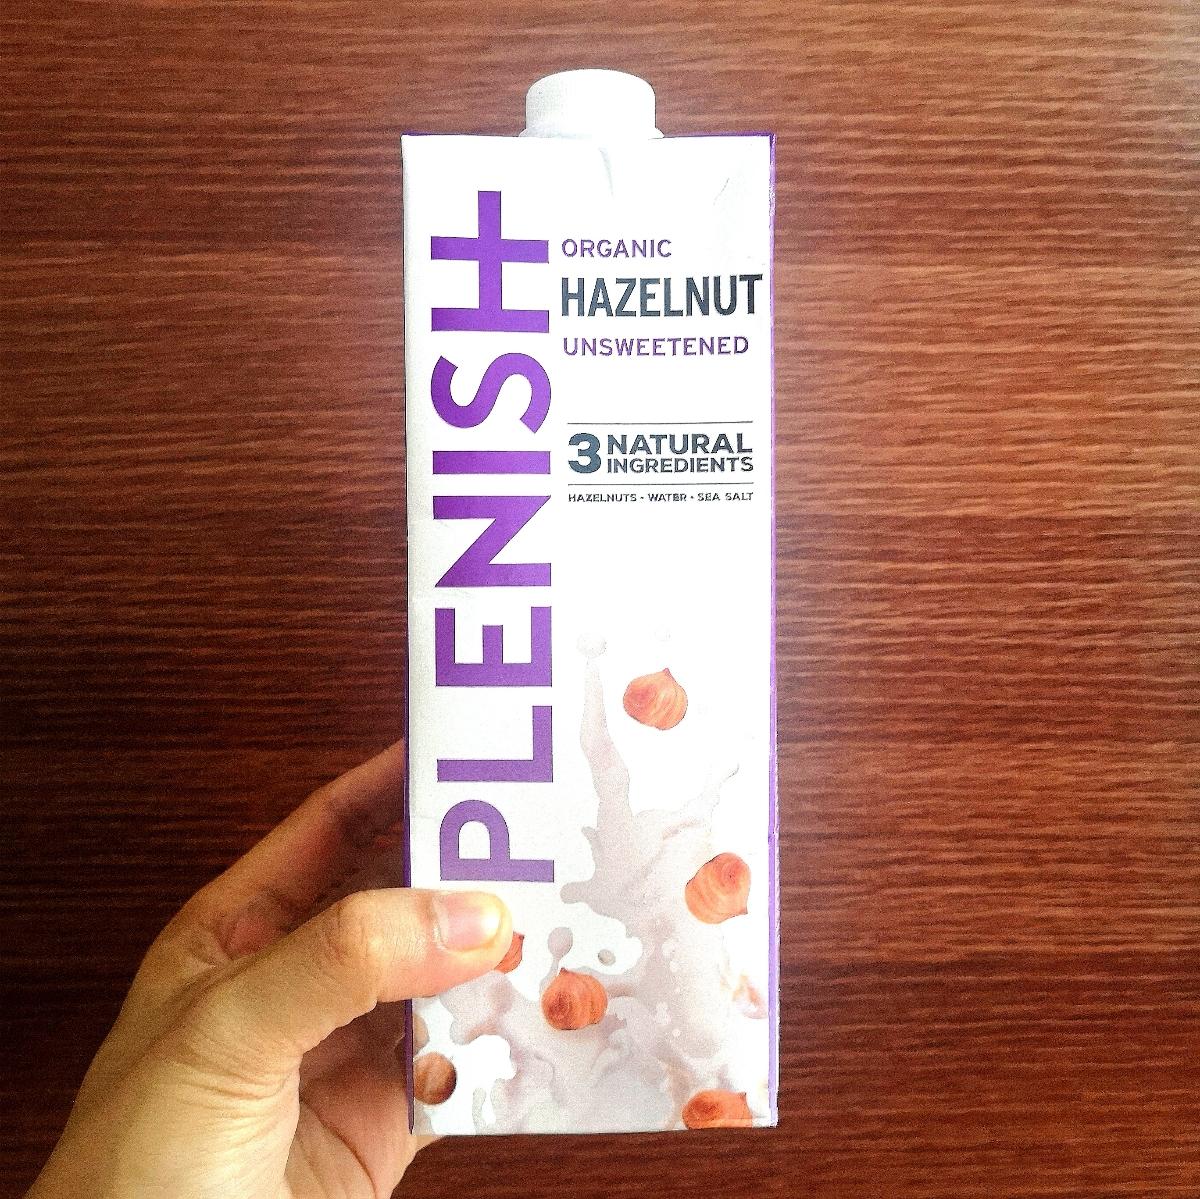 PLENISH
ORGANIC
HAZELNUT
UNSWEETENED
3 NATURAL
INGREDIENTS
HAZELNUTS • WATER • SEA SALT